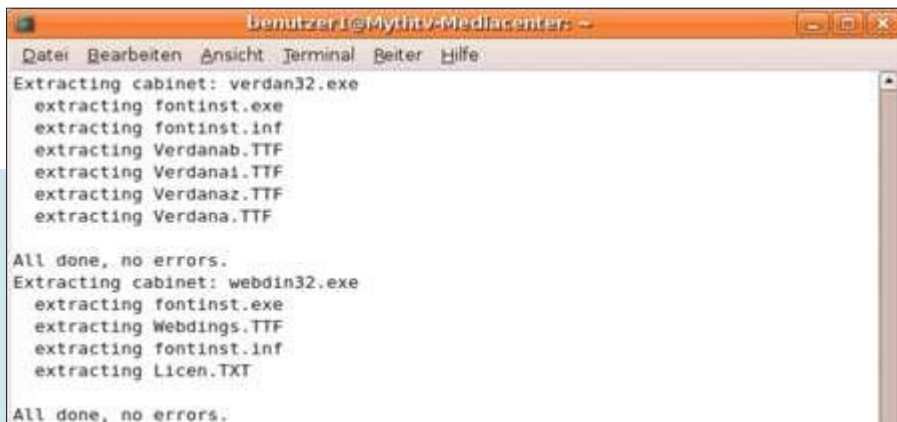 benutzer1@Mythtv-Mediacenter: ~
Datei Bearbeiten Ansicht Terminal Reiter Hilfe
Extracting cabinet: verdan32.exe
extracting fontinst.exe
extracting fontinst.inf
extracting Verdanab.TTF
extracting Verdanai.TTF
extracting Verdanaz.TTF
extracting Verdana.TTF
All done, no errors.
Extracting cabinet: webdin32.exe
extracting fontinst.exe
extracting Webdings.TTF
extracting fontinst.inf
extracting Licen.TXT
All done, no errors.